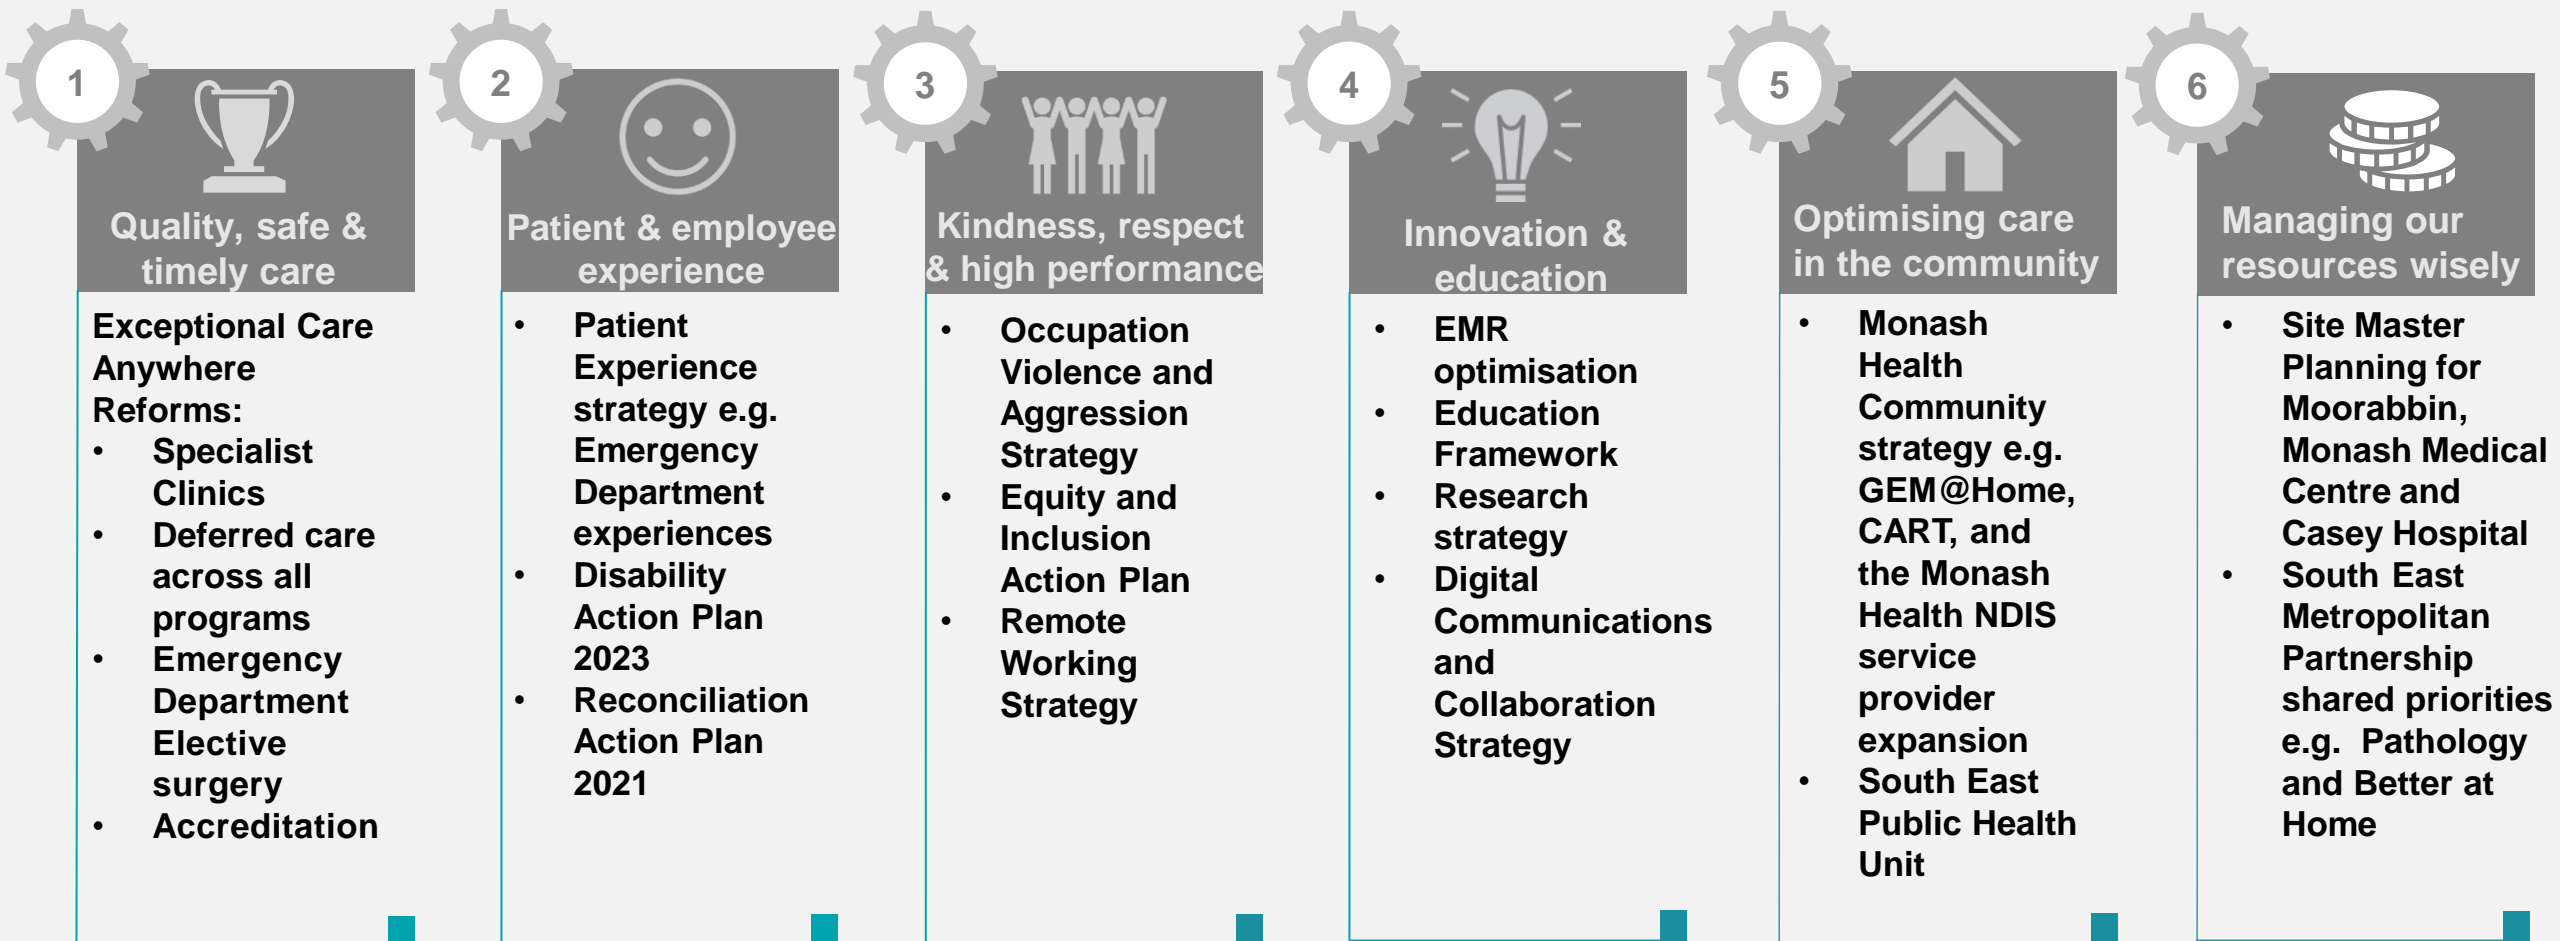 1
Quality, safe &
timely care
Exceptional Care
Anywhere
Reforms:
• Specialist
Clinics
• Deferred care
across all
programs
• Emergency
Department
Elective
surgery
• Accreditation
2
Patient & employee
experience
• Patient
Experience
strategy e.g.
Emergency
Department
experiences
• Disability
Action Plan
2023
• Reconciliation
Action Plan
2021
3
Kindness, respect
& high performance
• Occupation
Violence and
Aggression
Strategy
• Equity and
Inclusion
Action Plan
• Remote
Working
Strategy
4
Innovation &
education
• EMR
optimisation
• Education
Framework
• Research
strategy
• Digital
Communications
and
Collaboration
Strategy
5
Optimising care
in the community
• Monash
Health
Community
strategy e.g.
GEM@Home,
CART, and
the Monash
Health NDIS
service
provider
expansion
• South East
Public Health
Unit
6
Managing our
resources wisely
• Site Master
Planning for
Moorabbin,
Monash Medical
Centre and
Casey Hospital
• South East
Metropolitan
Partnership
shared priorities
e.g. Pathology
and Better at
Home